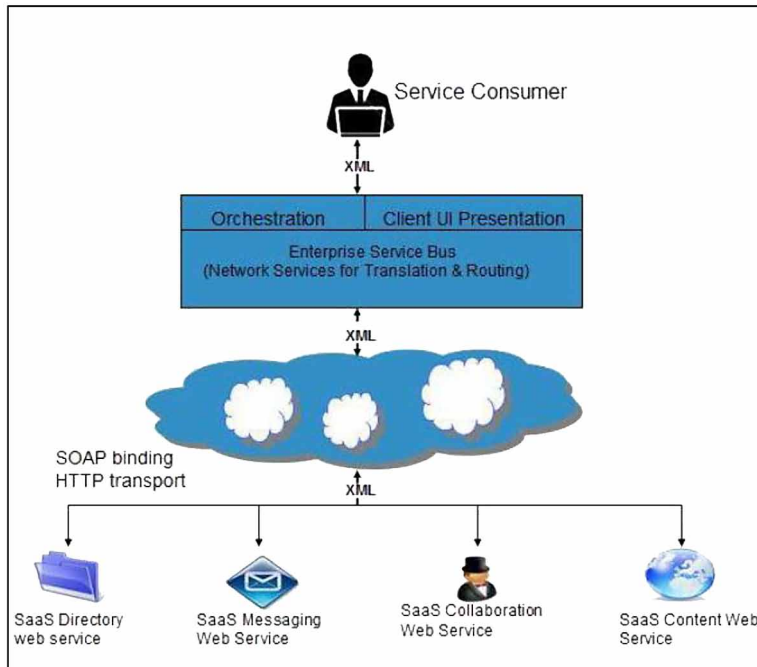 Service Consumer
XML
Orchestration
Client UI Presentation
Enterprise Service Bus
(Network Services for Translation & Routing)
XML
SOAP binding
HTTP transport
XML
SaaS Directory
web service
SaaS Messaging
Web Service
SaaS Collaboration
Web Service
SaaS Content Web
Service